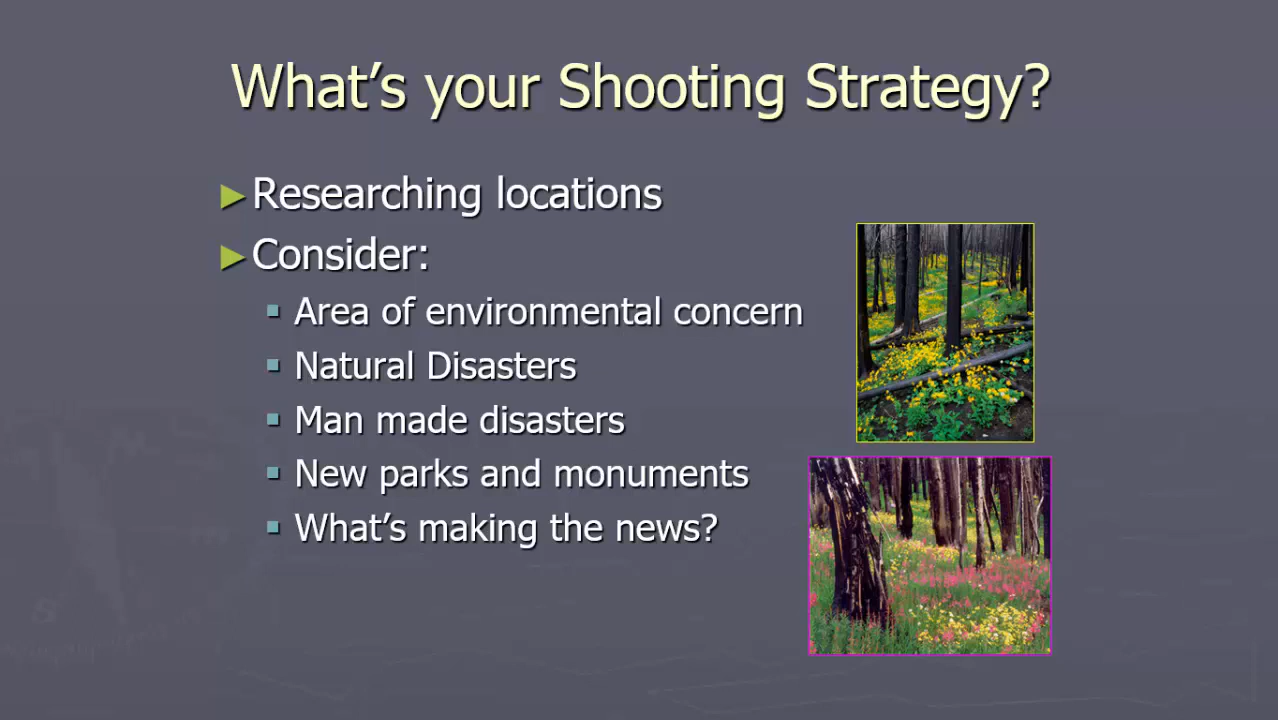 What's your Shooting Strategy?
Researching locations
Consider:
Area of environmental concern
Natural Disasters
Man made disasters
New parks and monuments
What's making the news?